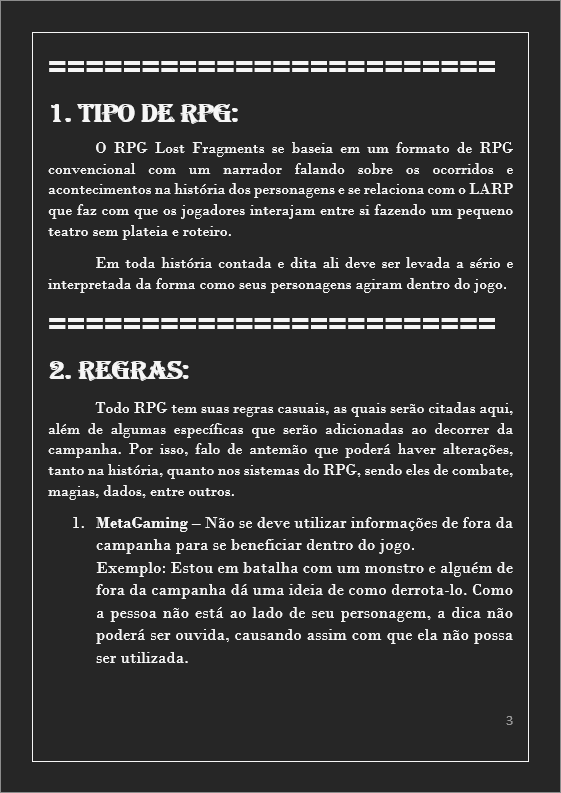 ========================
1. TIPO DE RPG:
O RPG Lost Fragments se baseia em um formato de RPG
convencional com um narrador falando sobre os ocorridos e
acontecimentos na história dos personagens e se relaciona com o LARP
que faz com que os jogadores interajam entre si fazendo um pequeno
teatro sem plateia e roteiro.
Em toda história contada e dita ali deve ser levada a sério e
interpretada da forma como seus personagens agiram dentro do jogo.
========================
2. REGRAS:
Todo RPG tem suas regras casuais, as quais serão citadas aqui,
além de algumas específicas que serão adicionadas ao decorrer da
campanha. Por isso, falo de antemão que poderá haver alterações,
tanto na história, quanto nos sistemas do RPG, sendo eles de combate,
magias, dados, entre outros.
1. MetaGaming – Não se deve utilizar informações de fora da
campanha para se beneficiar dentro do jogo.
Exemplo: Estou em batalha com um monstro e alguém de
fora da campanha dá uma ideia de como derrota-lo. Como
a pessoa não está ao lado de seu personagem, a dica não
poderá ser ouvida, causando assim com que ela não possa
ser utilizada.
3